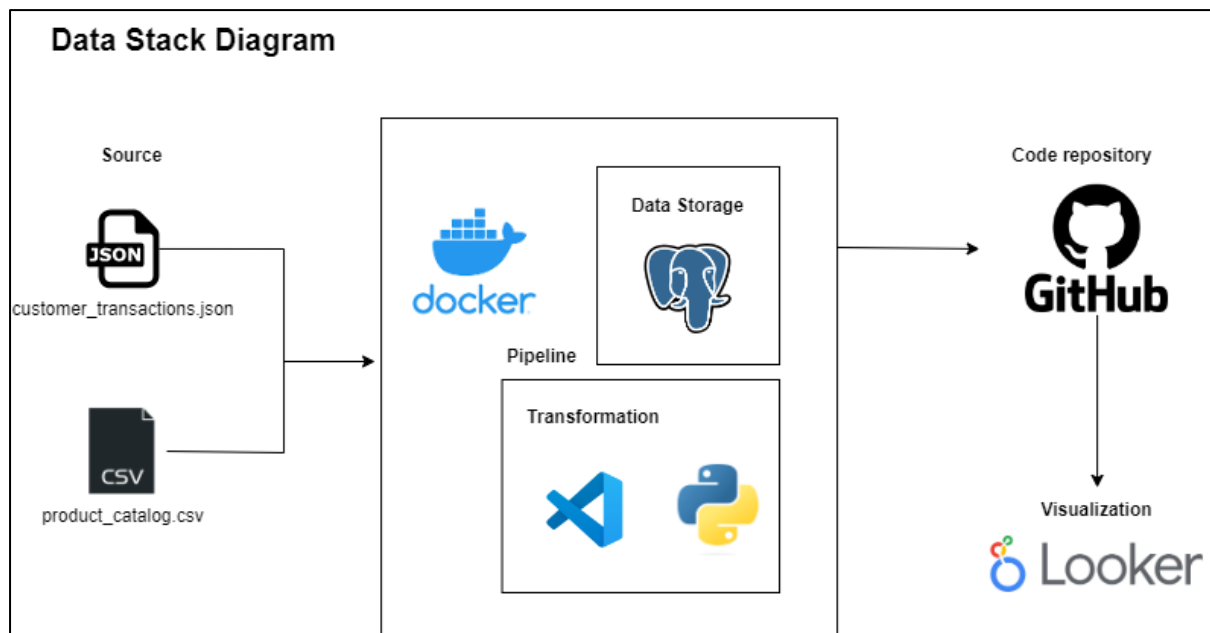 Data Stack Diagram
Source
JSON
customer_transactions.json
CSV
product_catalog.csv
docker
Data Storage
Pipeline
Transformation
Code repository
GitHub
Visualization
Looker